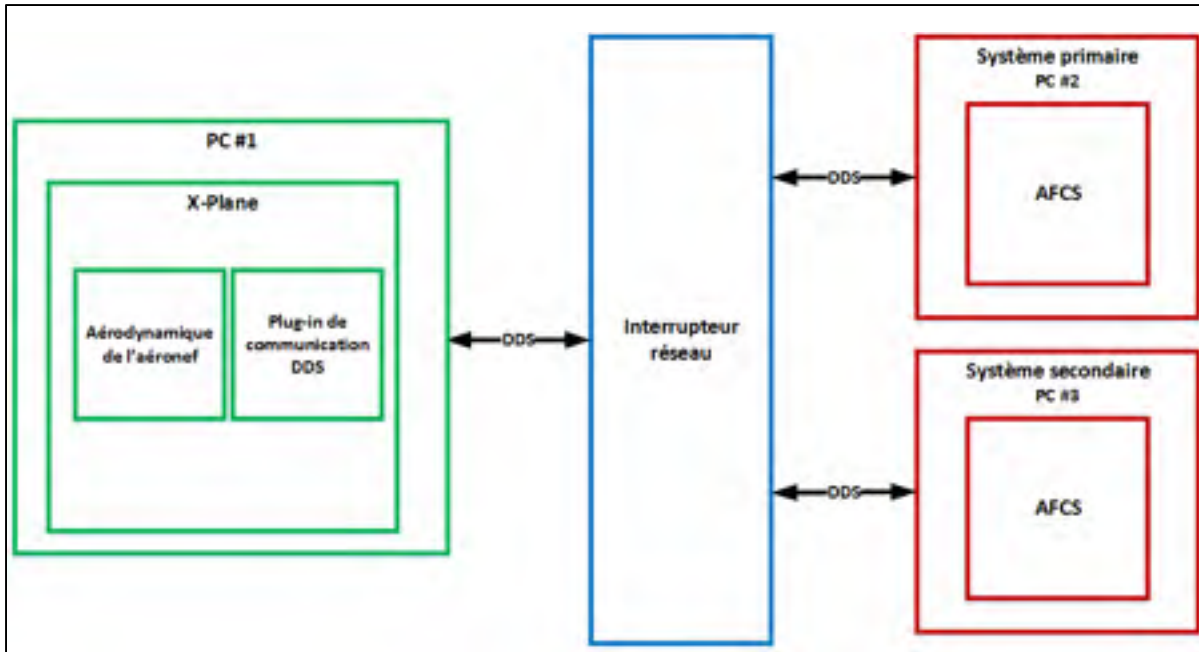 PC #1
X-Plane
Aérodynamique
de l'aéronef
Plug-in de
communication
DDS
DDS
Interrupteur
réseau
DDS
DDS
Système primaire
PC #2
AFCS
Système secondaire
PC #3
AFCS